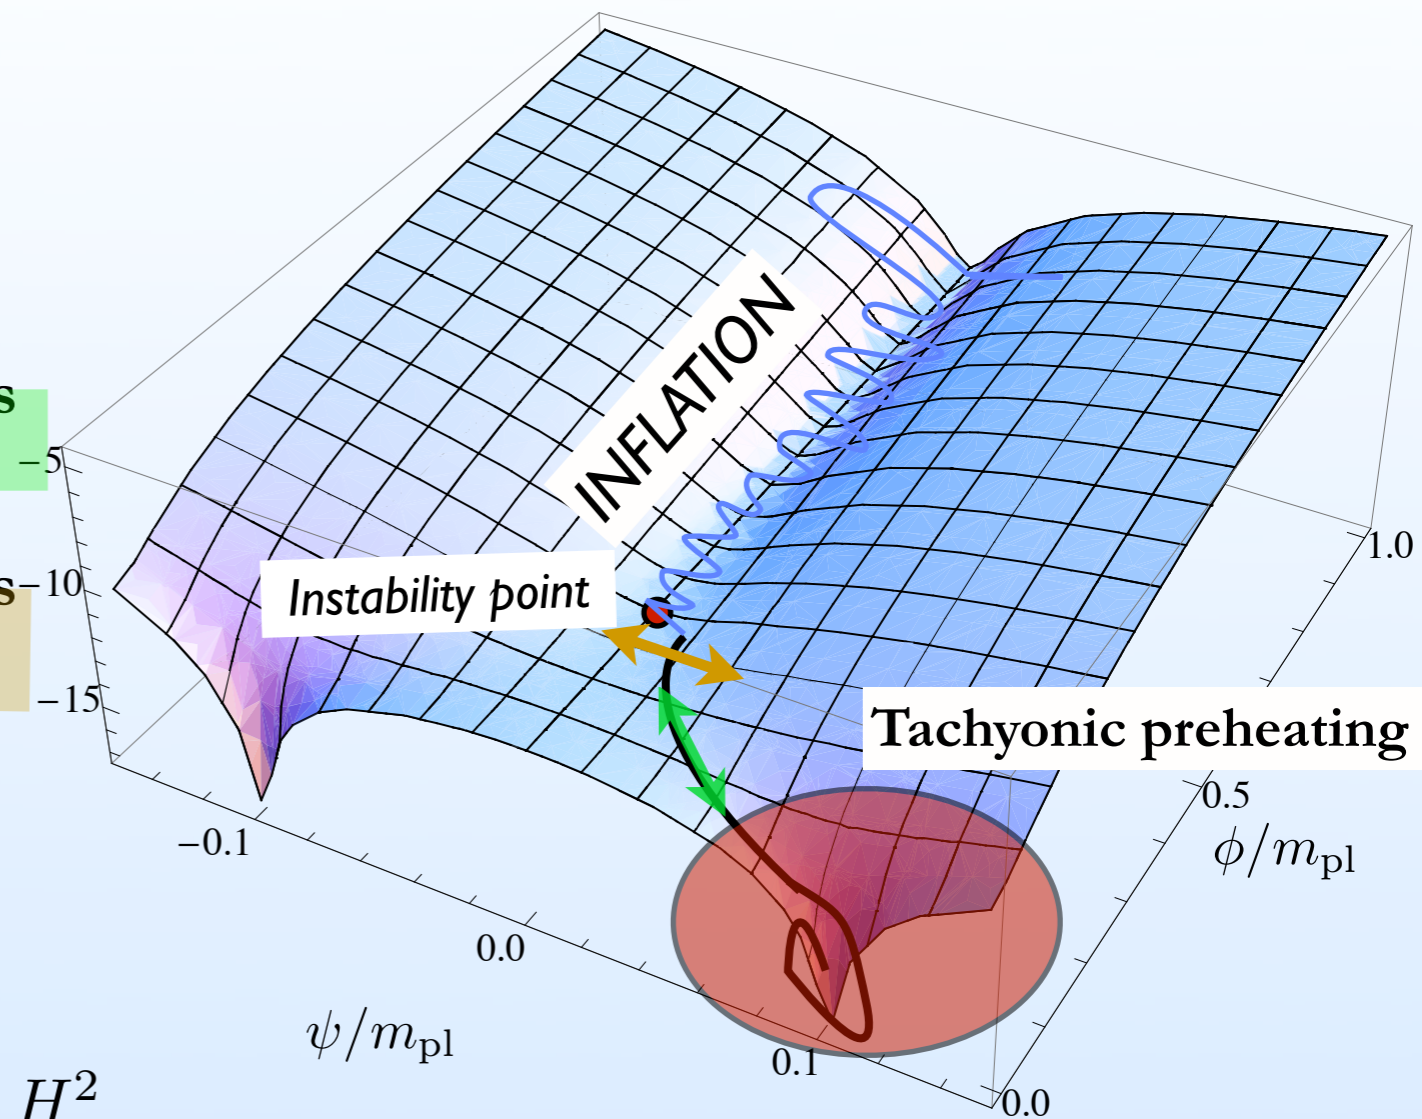 INFLATION
s
−5
1.0
Instability point
−10
s
−15
Tachyonic preheating
0.5
−0.1
ϕ/m_pl
0.0
ψ/m_pl
0.1
H²
0.0